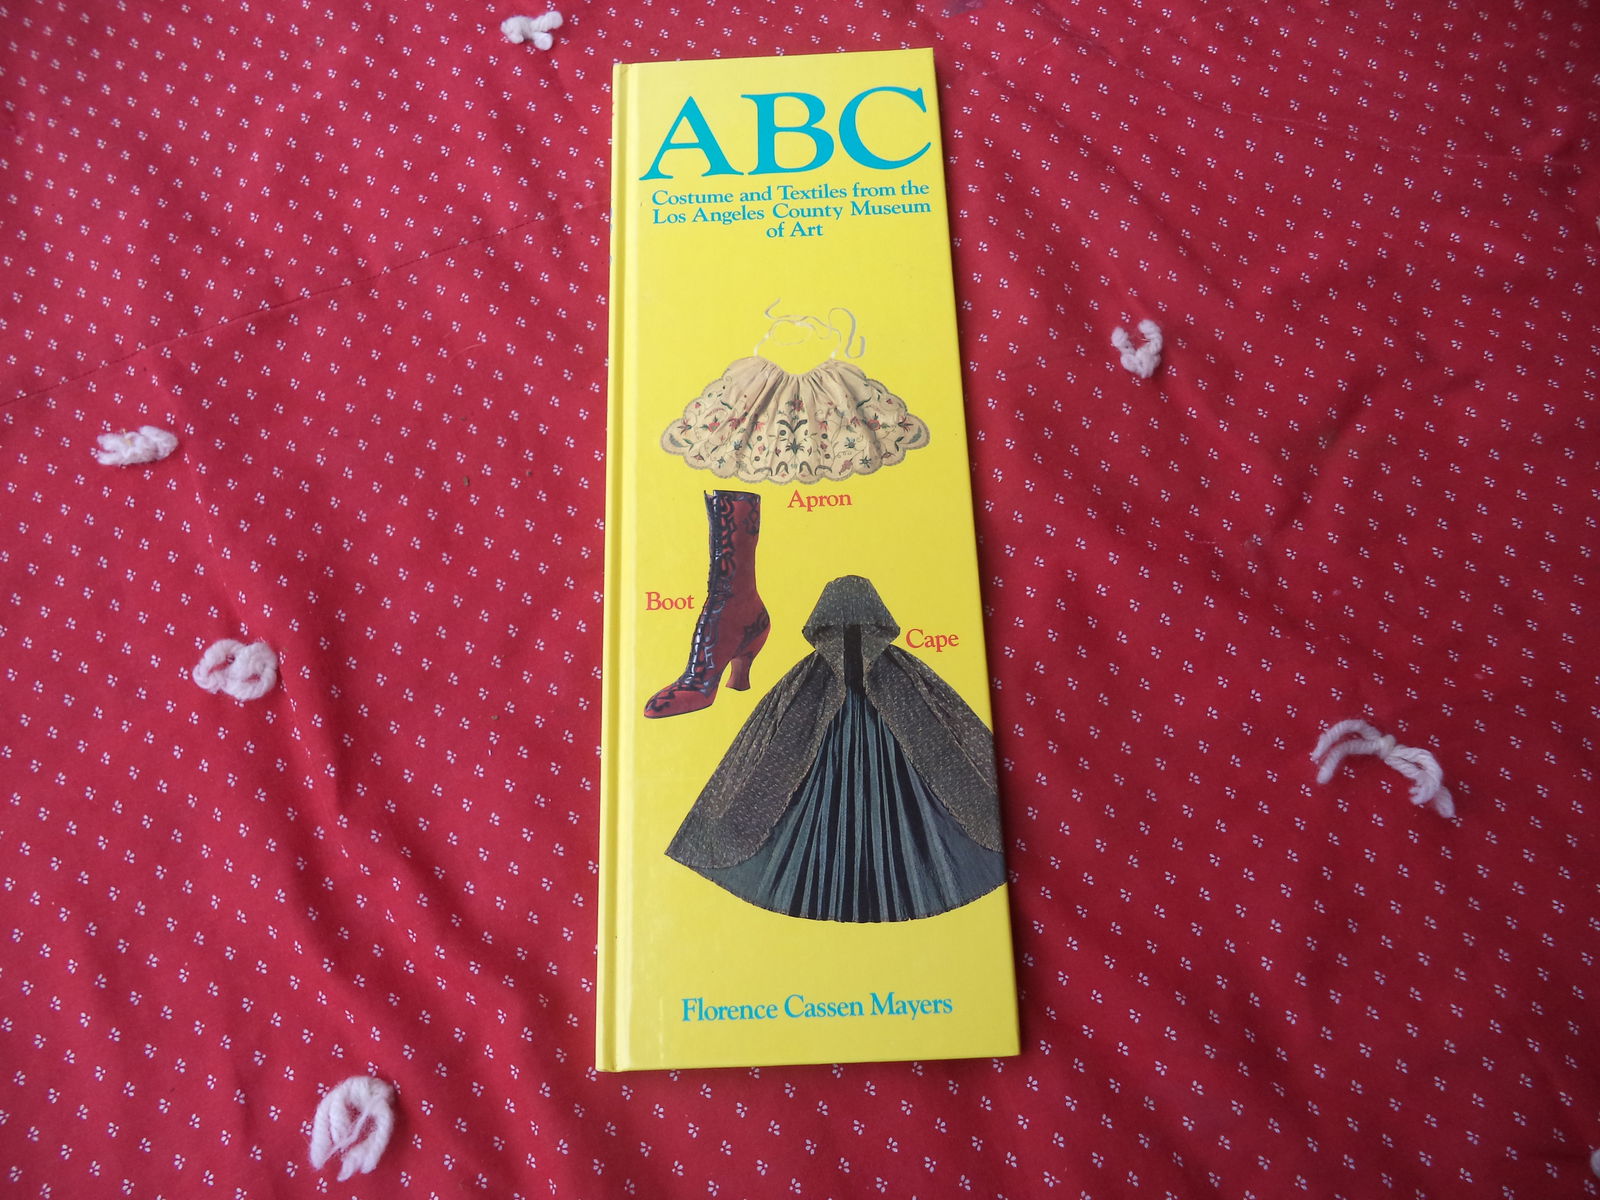 ABC
Costume and Textiles from the
Los Angeles County Museum
of Art
Apron
Boot
Cape
Florence Cassen Mayers